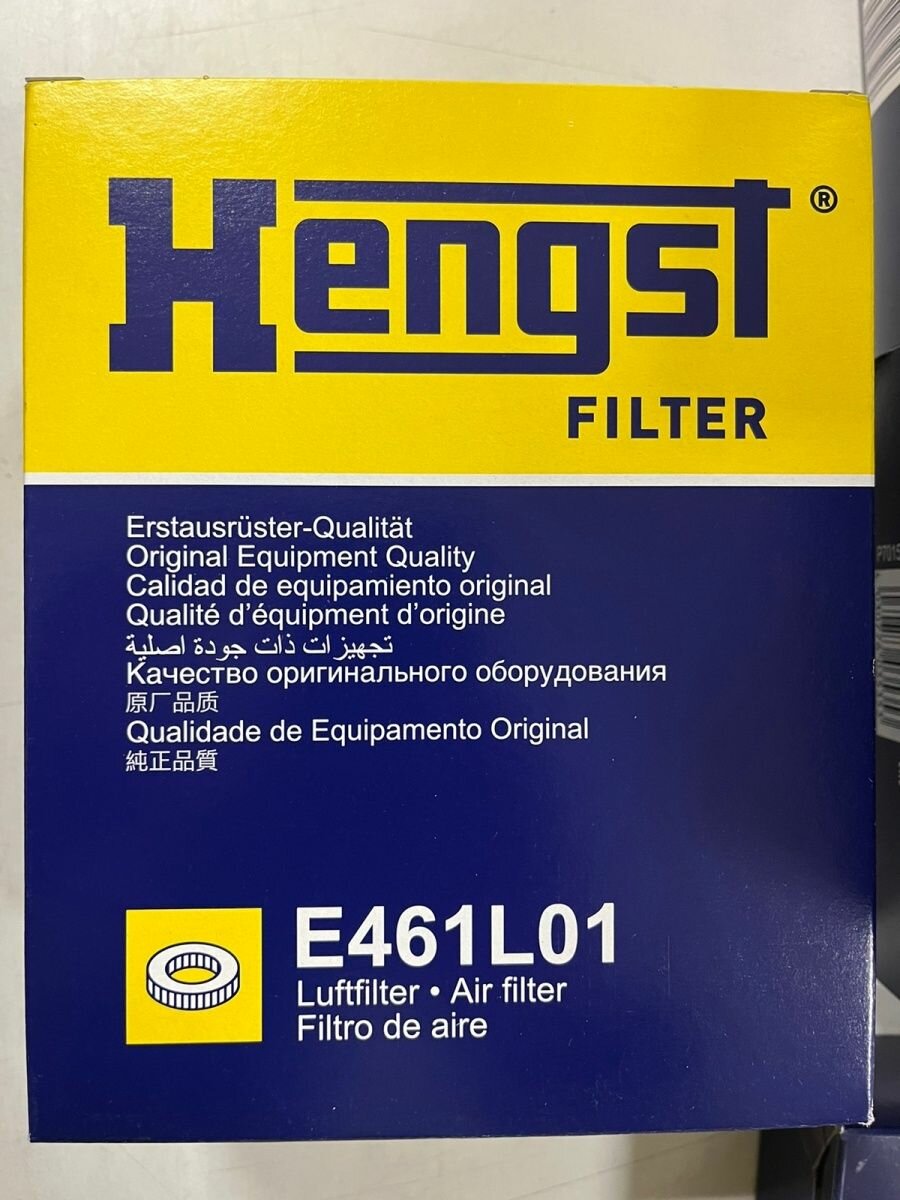 Hengst®
FILTER
Erstausrüster-Qualität
Original Equipment Quality
Calidad de equipamiento original
Qualité d'équipment d'origine
تجهيزات ذات جودة اصلية
Качество оригинального оборудования
原厂品质
Qualidade de Equipamento Original
純正品質
E461L01
Luftfilter • Air filter
Filtro de aire